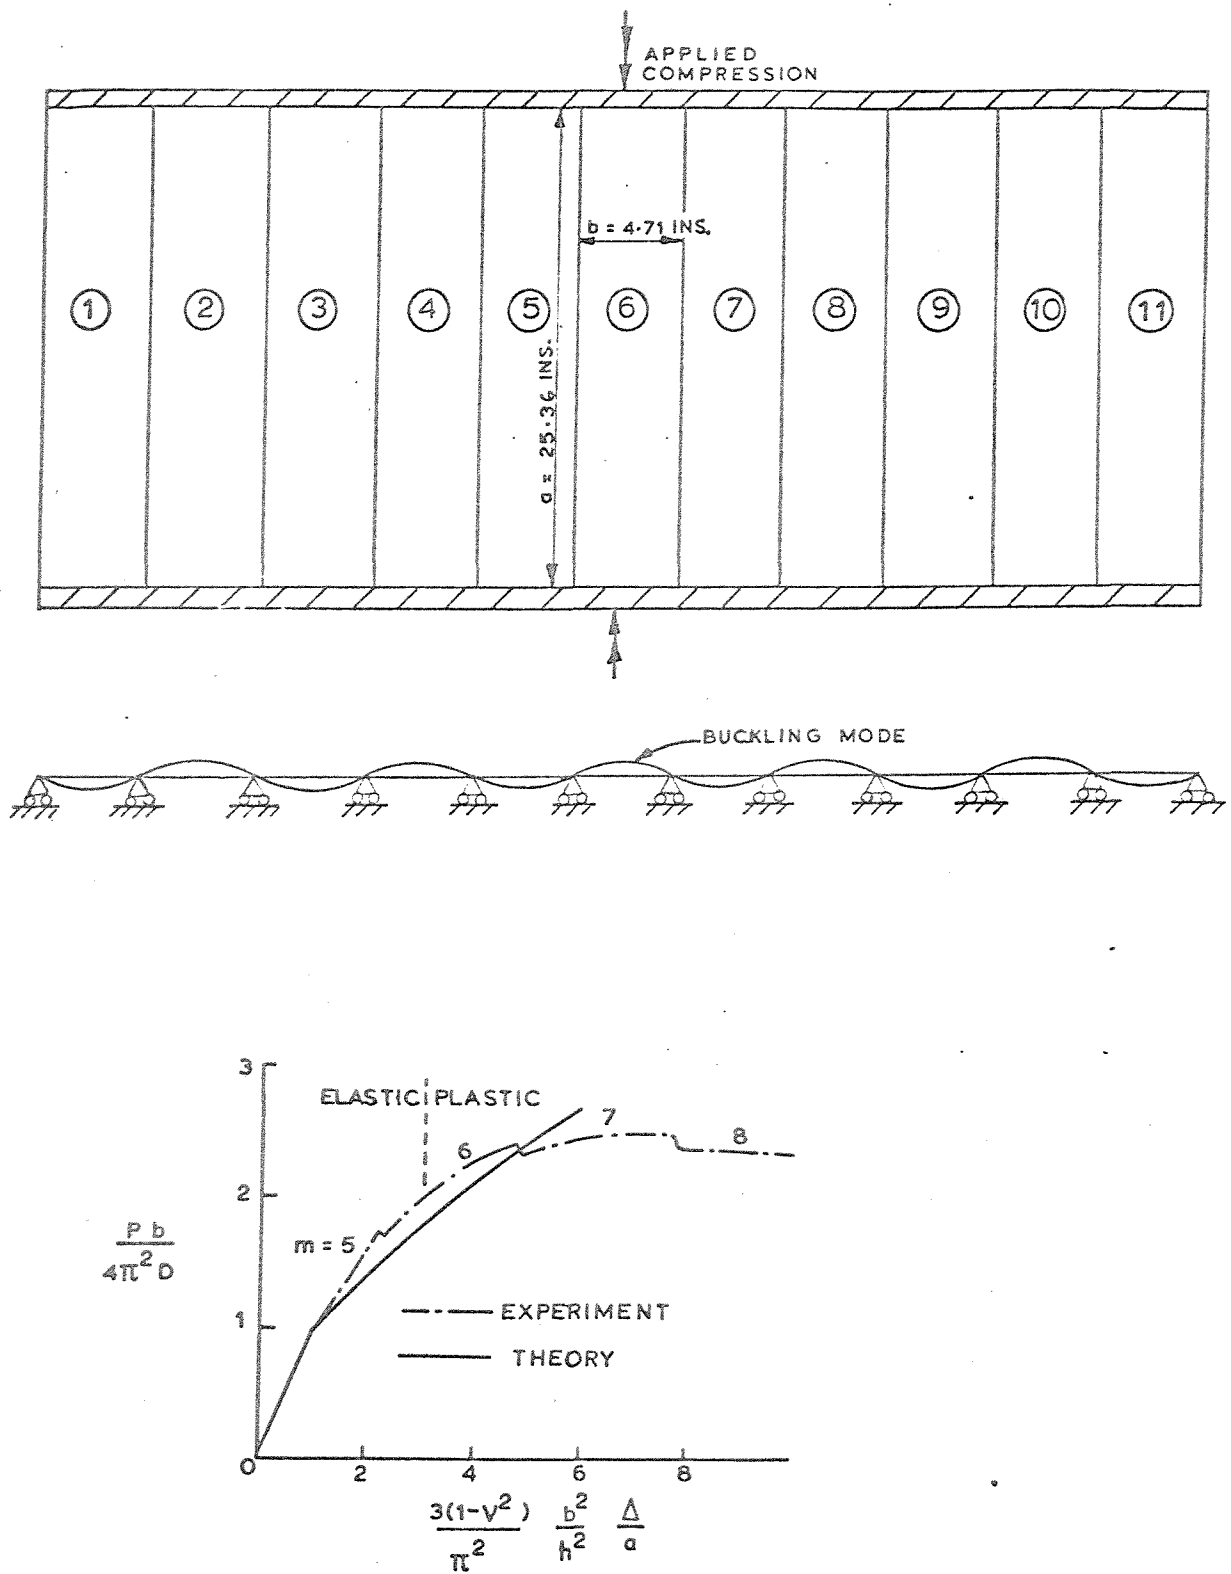 APPLIED
COMPRESSION
b = 4.71 INS.
1 2 3 4 5 6 7 8 9 10 11
a = 25.36 INS.
BUCKLING MODE
3
ELASTIC PLASTIC
7
6
8
2
m = 5
P b
4π² D
1
EXPERIMENT
THEORY
0 2 4 6 8
3(1-ν²) b² Δ
π² h² a